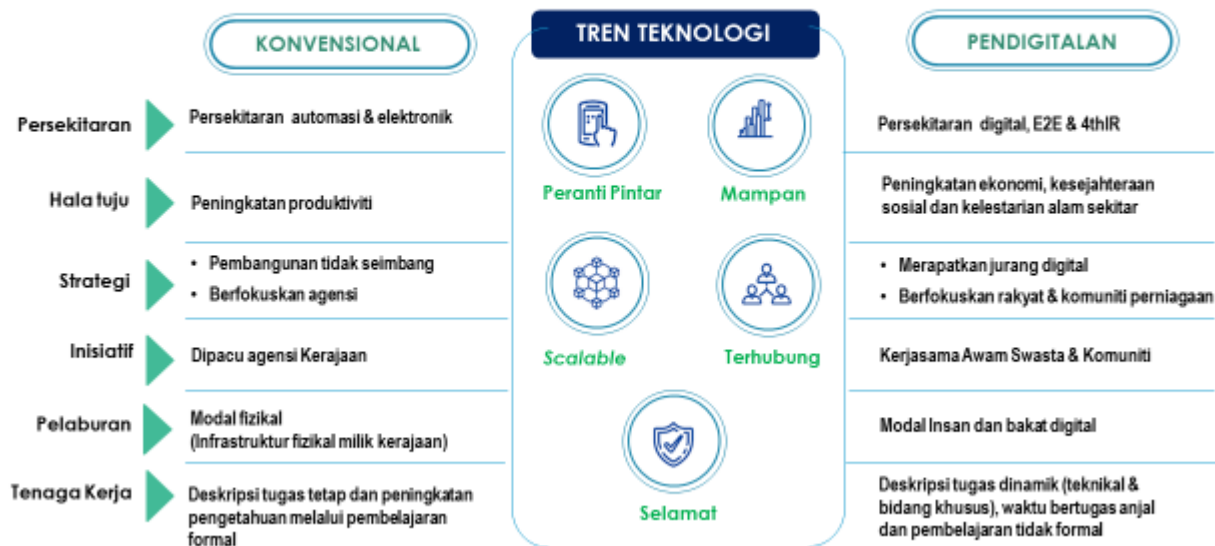 KONVENSIONAL
TREN TEKNOLOGI
PENDIGITALAN
Persekitaran
Persekitaran automasi & elektronik
Persekitaran digital, E2E & 4thIR
Peranti Pintar
Mampan
Hala tuju
Peningkatan produktiviti
Peningkatan ekonomi, kesejahteraan
sosial dan kelestarian alam sekitar
Strategi
• Pembangunan tidak seimbang
• Berfokuskan agensi
• Merapatkan jurang digital
• Berfokuskan rakyat & komuniti perniagaan
Scalable
Terhubung
Inisiatif
Dipacu agensi Kerajaan
Kerjasama Awam Swasta & Komuniti
Pelaburan
Modal fizikal
(Infrastruktur fizikal milik kerajaan)
Modal Insan dan bakat digital
Tenaga Kerja
Deskripsi tugas tetap dan peningkatan
pengetahuan melalui pembelajaran
formal
Selamat
Deskripsi tugas dinamik (teknikal &
bidang khusus), waktu bertugas anjal
dan pembelajaran tidak formal